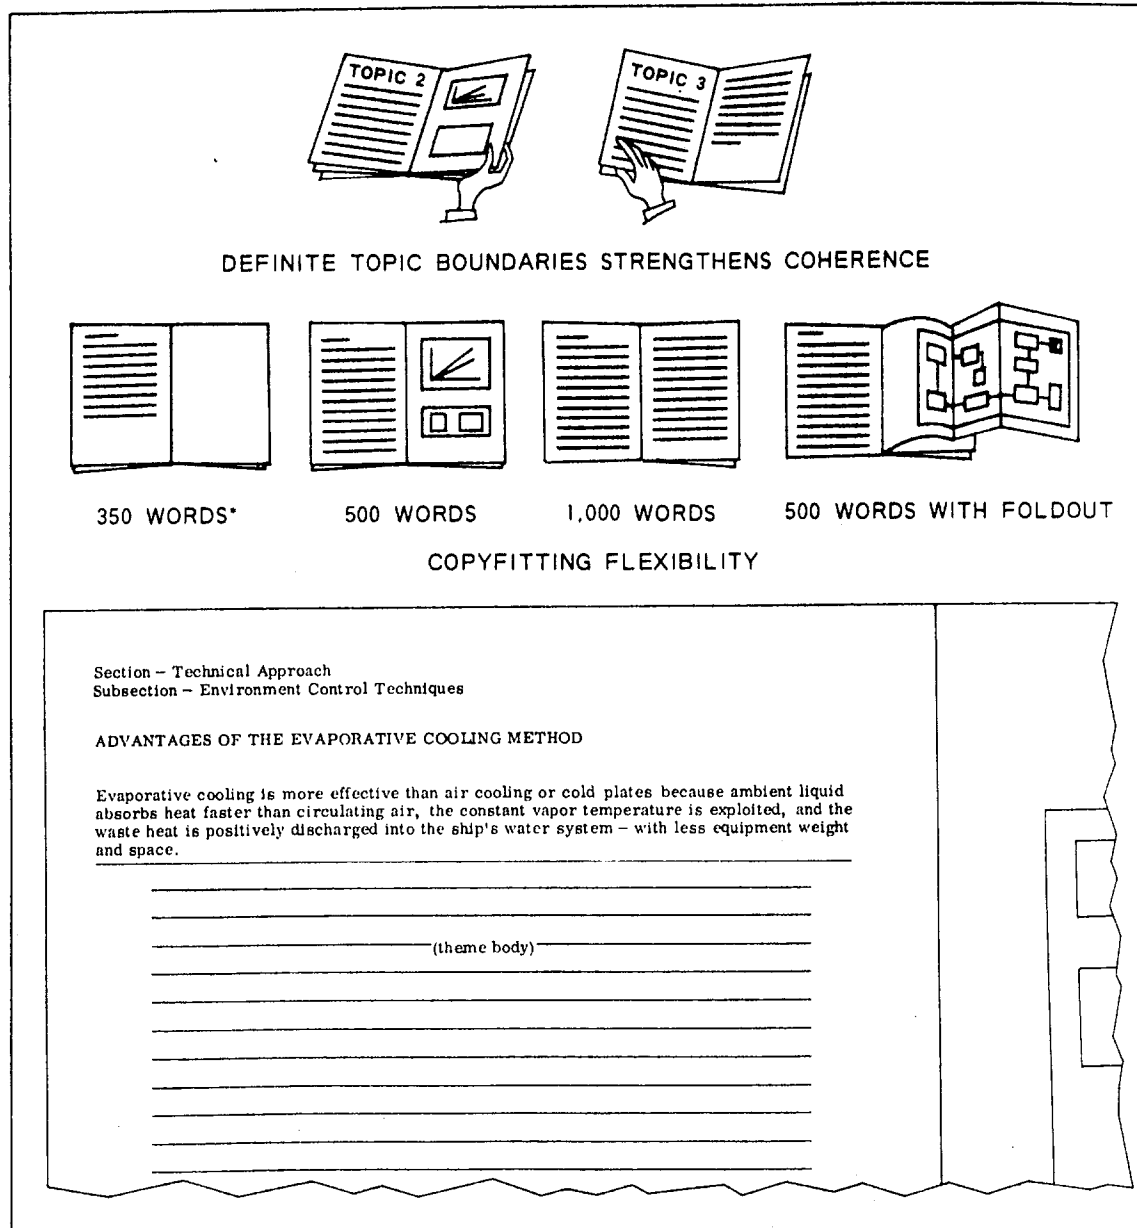 TOPIC 2
TOPIC 3
DEFINITE TOPIC BOUNDARIES STRENGTHENS COHERENCE
350 WORDS*
500 WORDS
1,000 WORDS
500 WORDS WITH FOLDOUT
COPYFITTING FLEXIBILITY
Section – Technical Approach
Subsection – Environment Control Techniques
ADVANTAGES OF THE EVAPORATIVE COOLING METHOD
Evaporative cooling is more effective than air cooling or cold plates because ambient liquid
absorbs heat faster than circulating air, the constant vapor temperature is exploited, and the
waste heat is positively discharged into the ship's water system – with less equipment weight
and space.
(theme body)